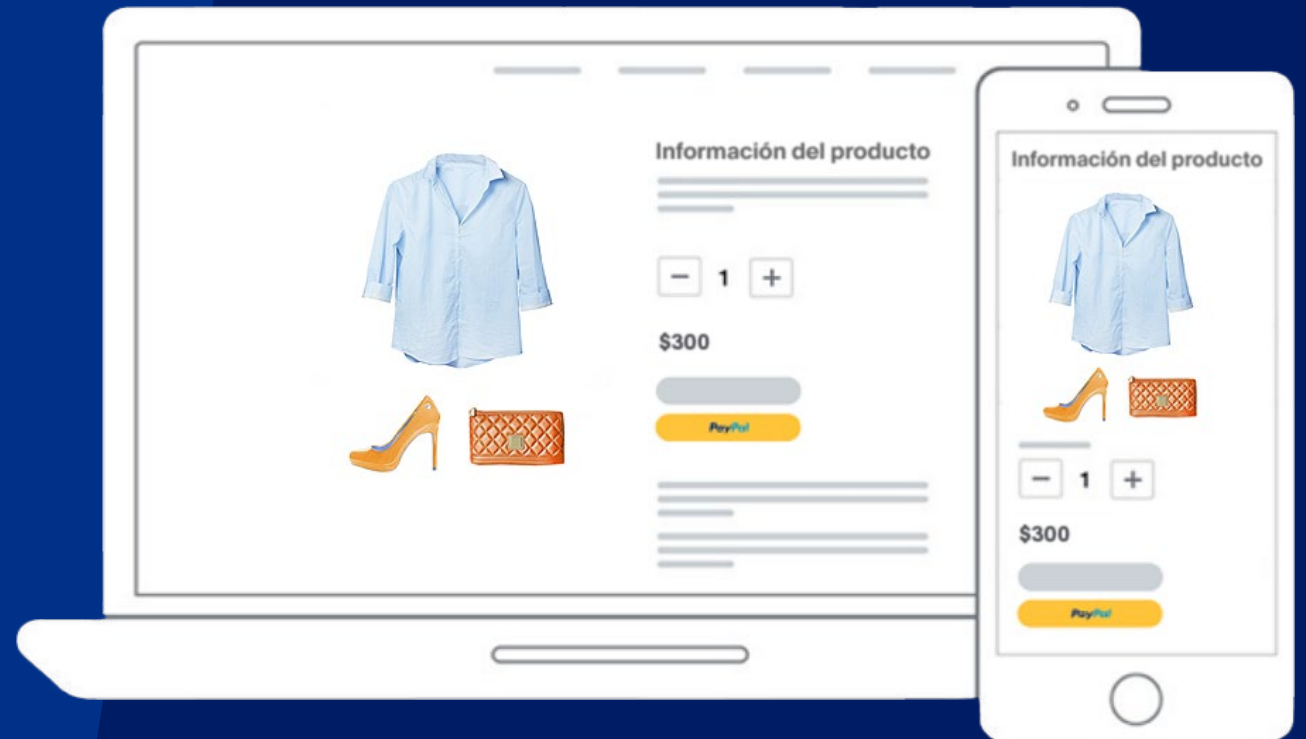 Información del producto
− 1 +
$300
PayPal
Información del producto
− 1 +
$300
PayPal